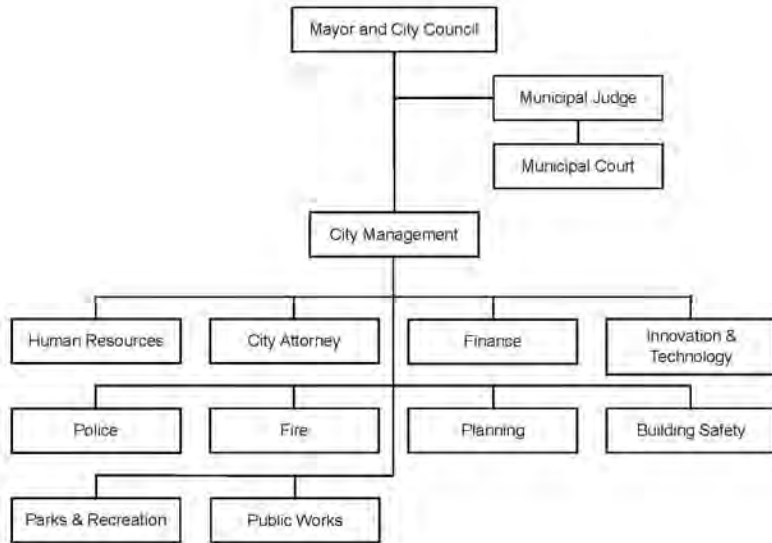 Mayor and City Council
Municipal Judge
Municipal Court
City Management
Human Resources
City Attorney
Finance
Innovation &
Technology
Police
Fire
Planning
Building Safety
Parks & Recreation
Public Works